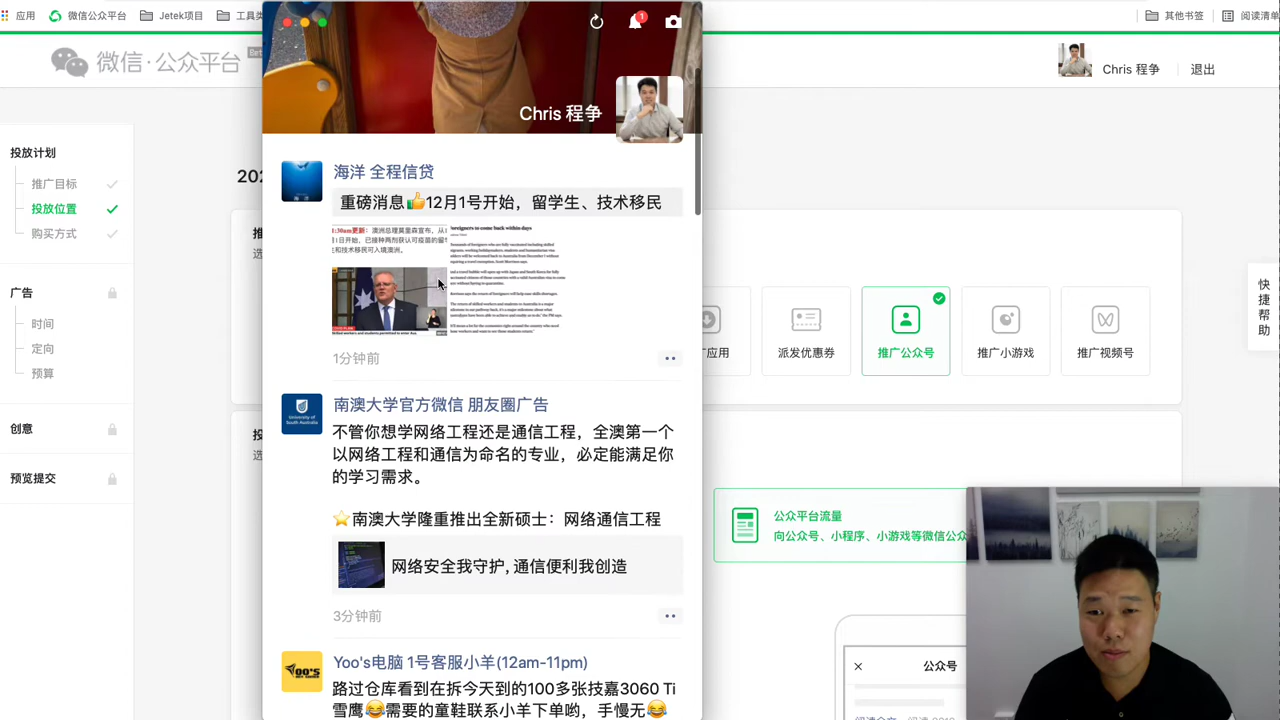 应用
微信公众平台
Jetek项目
其他书签
阅读清单
微信·公众平台
Chris 程争
退出
投放计划
推广目标
投放位置
购买方式
广告
时间
定向
预算
预览提交
1
Chris 程争
海洋 全程信贷
重磅消息👍12月1号开始，留学生、技术移民
1分钟前
南澳大学官方微信 朋友圈广告
不管你想学网络工程还是通信工程，全澳第一个
以网络工程和通信为命名的专业，必定能满足你
的学习需求。
⭐南澳大学隆重推出全新硕士：网络通信工程
网络安全我守护, 通信便利我创造
3分钟前
Yoo's电脑 1号客服小羊(12am-11pm)
路过仓库看到在拆今天到的100多张技嘉3060 Ti
雪鹰😂需要的童鞋联系小羊下单哟，手慢无😂
派发优惠券
推广公众号
推广小游戏
推广视频号
快捷帮助
公众平台流量
向公众号、小程序、小游戏等微信公众
公众号